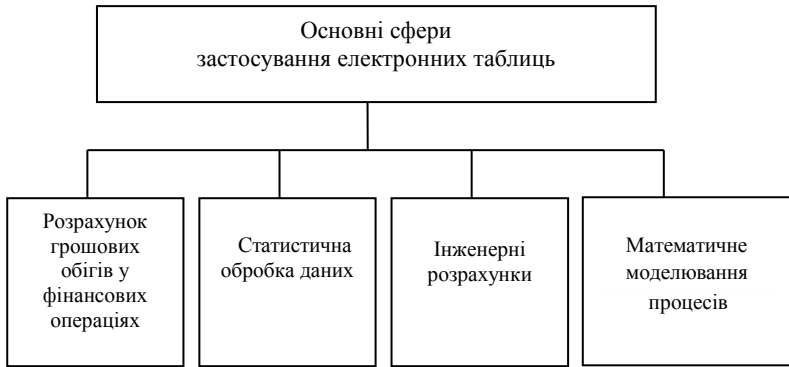 Основні сфери
застосування електронних таблиць
Розрахунок
грошових
обігів у
фінансових
операціях
Статистична
обробка даних
Інженерні
розрахунки
Математичне
моделювання
процесів